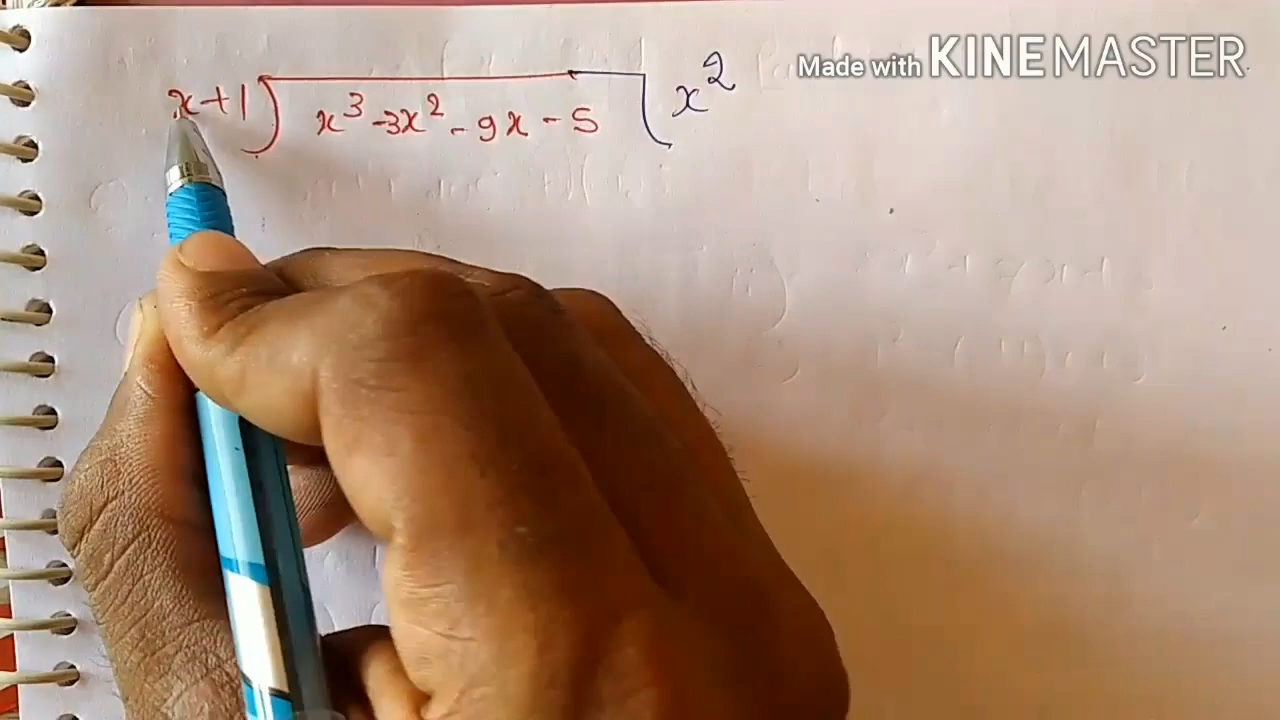 Made with KINEMASTER
x+1) x³ -3x² - 9x - 5 ( x²